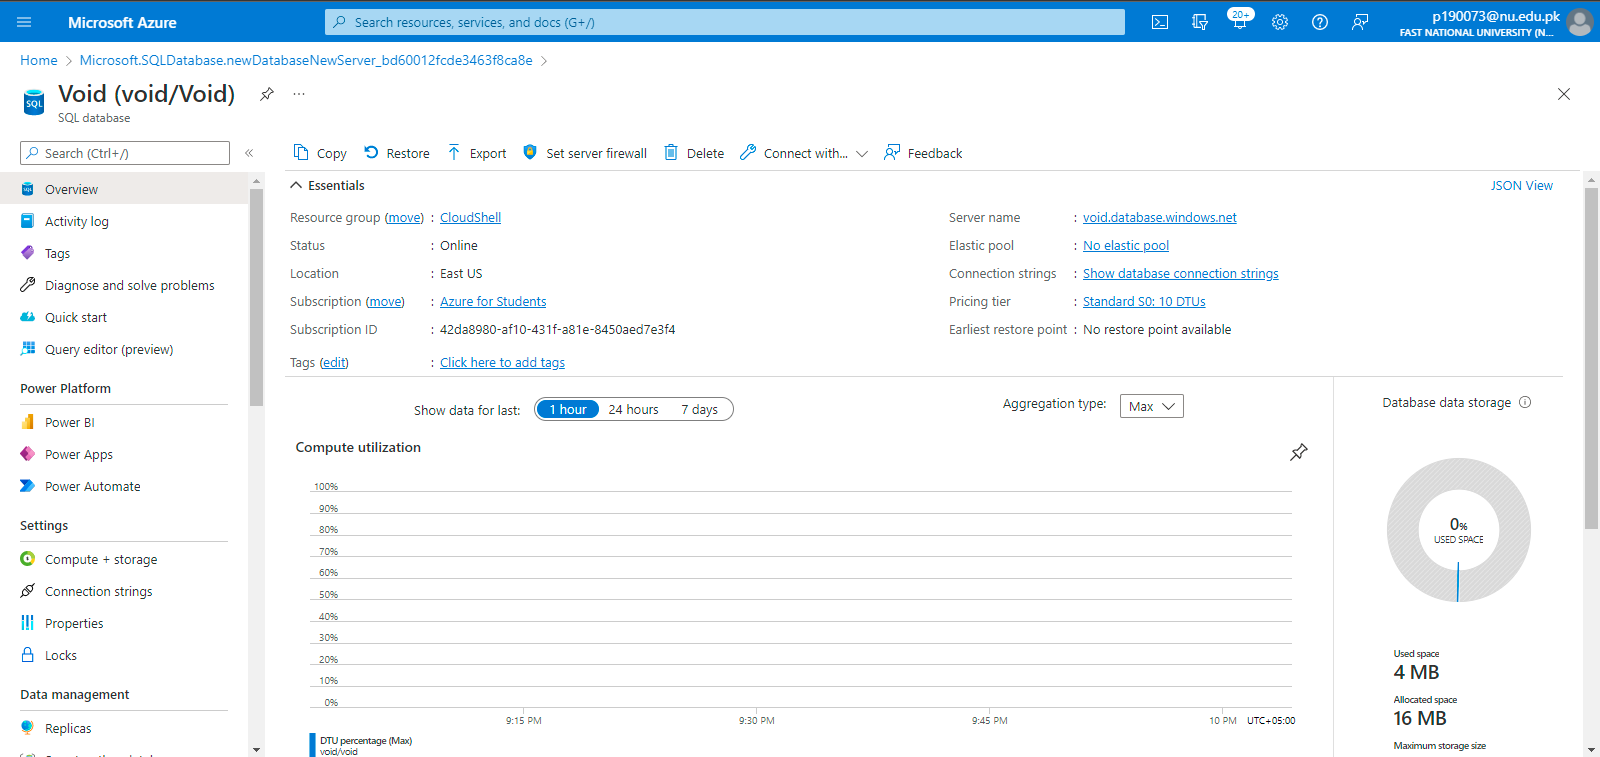 Microsoft Azure
Search resources, services, and docs (G+/)
20+
p190073@nu.edu.pk
FAST NATIONAL UNIVERSITY (N...
Home > Microsoft.SQLDatabase.newDatabaseNewServer_bd60012fcde3463f8ca8e >
SQL
Void (void/Void)
...
SQL database
Search (Ctrl+/)
«
Copy
Restore
Export
Set server firewall
Delete
Connect with...
Feedback
Overview
Activity log
Tags
Diagnose and solve problems
Quick start
Query editor (preview)
Power Platform
Power BI
Power Apps
Power Automate
Settings
Compute + storage
Connection strings
Properties
Locks
Data management
Replicas
Essentials
JSON View
Resource group (move) : CloudShell
Status : Online
Location : East US
Subscription (move) : Azure for Students
Subscription ID : 42da8980-af10-431f-a81e-8450aed7e3f4
Tags (edit) : Click here to add tags
Server name : void.database.windows.net
Elastic pool : No elastic pool
Connection strings : Show database connection strings
Pricing tier : Standard S0: 10 DTUs
Earliest restore point : No restore point available
Show data for last: 1 hour 24 hours 7 days
Aggregation type: Max
Compute utilization
100%
90%
80%
70%
60%
50%
40%
30%
20%
10%
0%
9:15 PM 9:30 PM 9:45 PM 10 PM UTC+05:00
DTU percentage (Max)
void/void
Database data storage
0%
USED SPACE
Used space
4 MB
Allocated space
16 MB
Maximum storage size